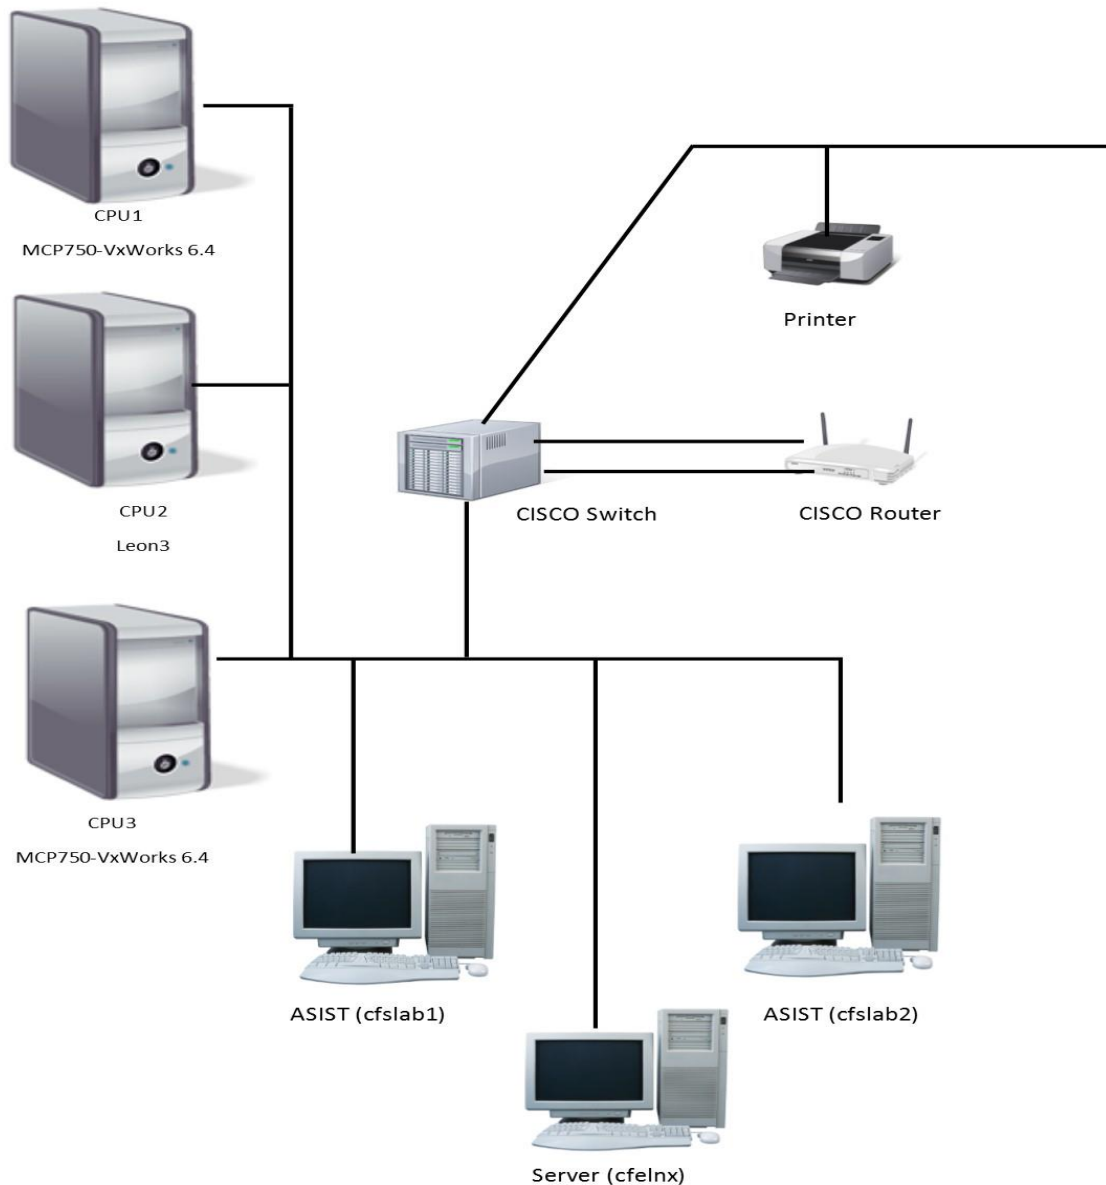 CPU1
MCP750-VxWorks 6.4
Printer
CPU2
Leon3
CISCO Switch
CISCO Router
CPU3
MCP750-VxWorks 6.4
ASIST (cfslab1)
ASIST (cfslab2)
Server (cfelnx)